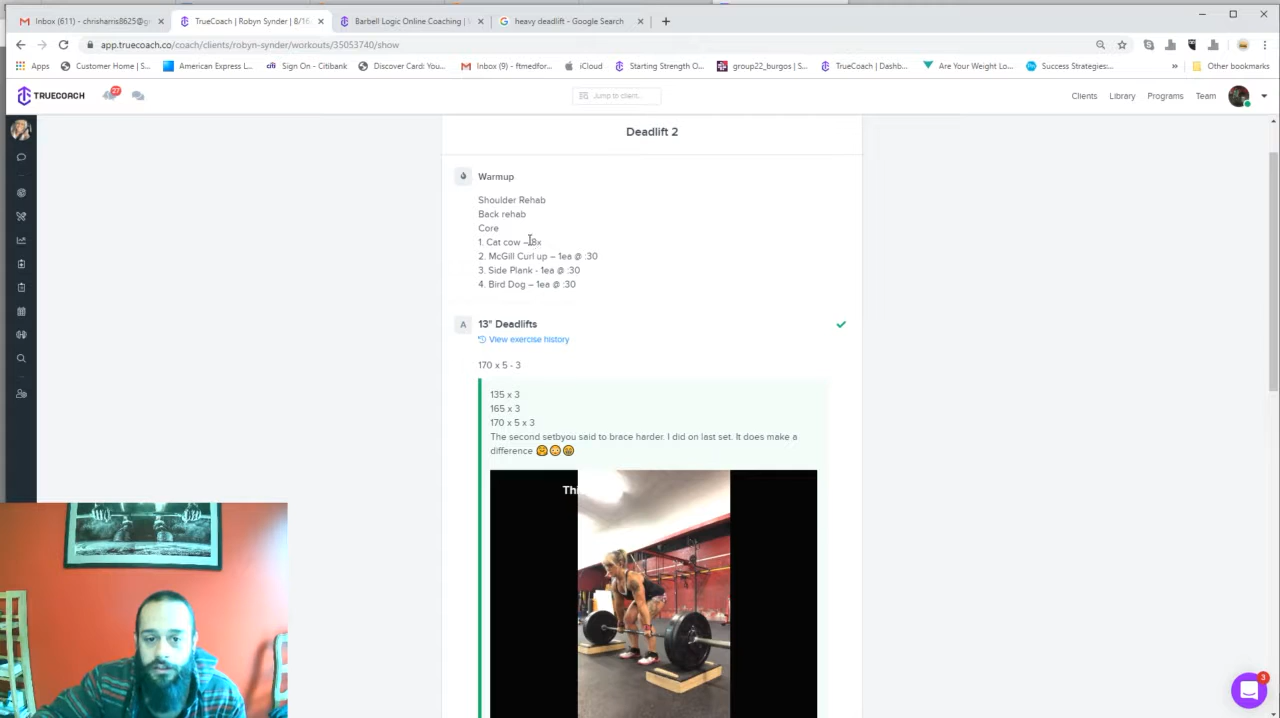 Inbox (611) - chrisharris8625@g
TrueCoach | Robyn Synder | 8/16
Barbell Logic Online Coaching | M
heavy deadlift - Google Search
app.truecoach.co/coach/clients/robyn-synder/workouts/35053740/show
Apps
Customer Home | S...
American Express L...
Sign On - Citibank
Discover Card: You...
Inbox (9) - ftmedfor...
iCloud
Starting Strength O...
group22_burgos | S...
TrueCoach | Dashb...
Are Your Weight Lo...
Success Strategies:...
»
Other bookmarks
TRUECOACH
27
Jump to client...
Clients
Library
Programs
Team
Deadlift 2
Warmup
Shoulder Rehab
Back rehab
Core
1. Cat cow – 8x
2. McGill Curl up – 1ea @ :30
3. Side Plank - 1ea @ :30
4. Bird Dog – 1ea @ :30
A
13" Deadlifts
View exercise history
170 x 5 - 3
135 x 3
165 x 3
170 x 5 x 3
The second setbyou said to brace harder. I did on last set. It does make a
difference
Thi
3